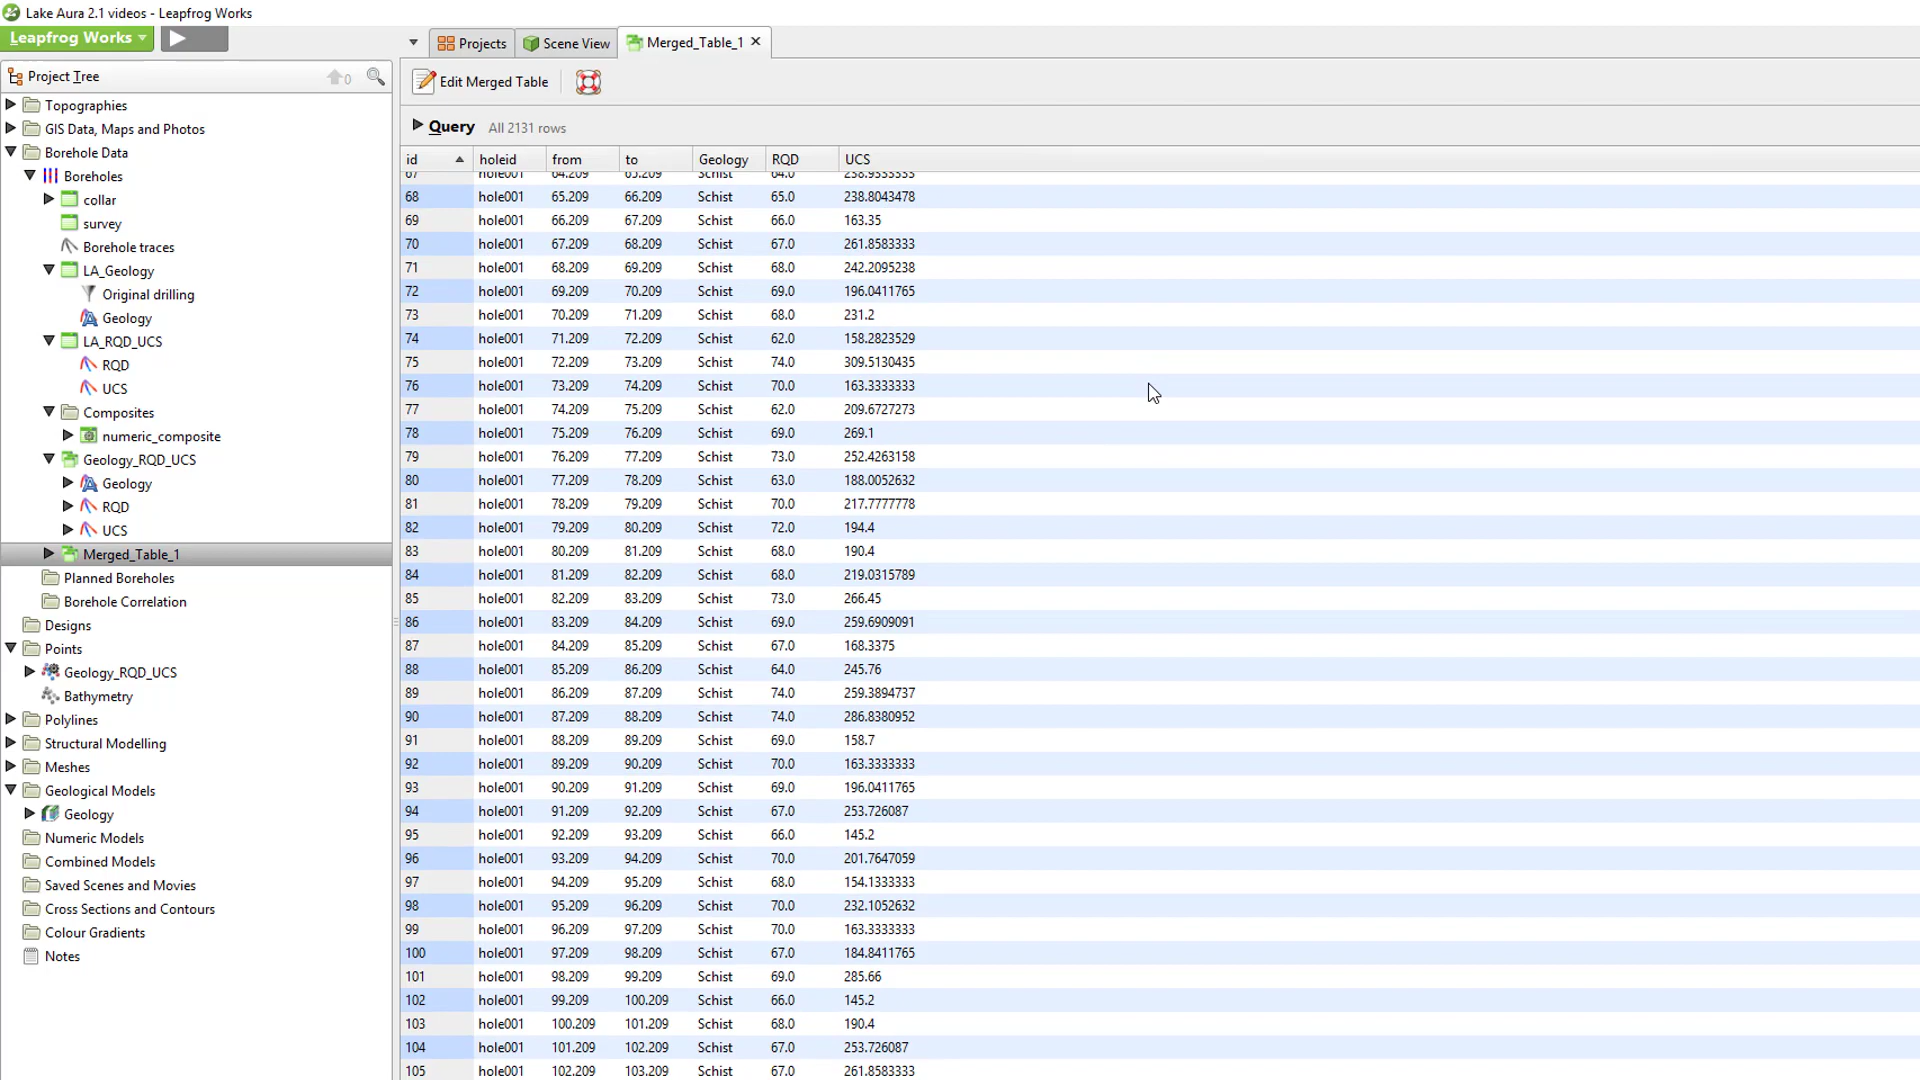 Lake Aura 2.1 videos - Leapfrog Works
Leapfrog Works
Projects
Scene View
Merged_Table_1
Project Tree
0
Edit Merged Table
Topographies
GIS Data, Maps and Photos
Borehole Data
Boreholes
collar
survey
Borehole traces
LA_Geology
Original drilling
Geology
LA_RQD_UCS
RQD
UCS
Composites
numeric_composite
Geology_RQD_UCS
Geology
RQD
UCS
Merged_Table_1
Planned Boreholes
Borehole Correlation
Designs
Points
Geology_RQD_UCS
Bathymetry
Polylines
Structural Modelling
Meshes
Geological Models
Geology
Numeric Models
Combined Models
Saved Scenes and Movies
Cross Sections and Contours
Colour Gradients
Notes
Query All 2131 rows
id holeid from to Geology RQD UCS
67 hole001 64.209 65.209 Schist 64.0 238.9333333
68 hole001 65.209 66.209 Schist 65.0 238.8043478
69 hole001 66.209 67.209 Schist 66.0 163.35
70 hole001 67.209 68.209 Schist 67.0 261.8583333
71 hole001 68.209 69.209 Schist 68.0 242.2095238
72 hole001 69.209 70.209 Schist 69.0 196.0411765
73 hole001 70.209 71.209 Schist 68.0 231.2
74 hole001 71.209 72.209 Schist 62.0 158.2823529
75 hole001 72.209 73.209 Schist 74.0 309.5130435
76 hole001 73.209 74.209 Schist 70.0 163.3333333
77 hole001 74.209 75.209 Schist 62.0 209.6727273
78 hole001 75.209 76.209 Schist 69.0 269.1
79 hole001 76.209 77.209 Schist 73.0 252.4263158
80 hole001 77.209 78.209 Schist 63.0 188.0052632
81 hole001 78.209 79.209 Schist 70.0 217.7777778
82 hole001 79.209 80.209 Schist 72.0 194.4
83 hole001 80.209 81.209 Schist 68.0 190.4
84 hole001 81.209 82.209 Schist 68.0 219.0315789
85 hole001 82.209 83.209 Schist 73.0 266.45
86 hole001 83.209 84.209 Schist 69.0 259.6909091
87 hole001 84.209 85.209 Schist 67.0 168.3375
88 hole001 85.209 86.209 Schist 64.0 245.76
89 hole001 86.209 87.209 Schist 74.0 259.3894737
90 hole001 87.209 88.209 Schist 74.0 286.8380952
91 hole001 88.209 89.209 Schist 69.0 158.7
92 hole001 89.209 90.209 Schist 70.0 163.3333333
93 hole001 90.209 91.209 Schist 69.0 196.0411765
94 hole001 91.209 92.209 Schist 67.0 253.726087
95 hole001 92.209 93.209 Schist 66.0 145.2
96 hole001 93.209 94.209 Schist 70.0 201.7647059
97 hole001 94.209 95.209 Schist 68.0 154.1333333
98 hole001 95.209 96.209 Schist 70.0 232.1052632
99 hole001 96.209 97.209 Schist 70.0 163.3333333
100 hole001 97.209 98.209 Schist 67.0 184.8411765
101 hole001 98.209 99.209 Schist 69.0 285.66
102 hole001 99.209 100.209 Schist 66.0 145.2
103 hole001 100.209 101.209 Schist 68.0 190.4
104 hole001 101.209 102.209 Schist 67.0 253.726087
105 hole001 102.209 103.209 Schist 67.0 261.8583333